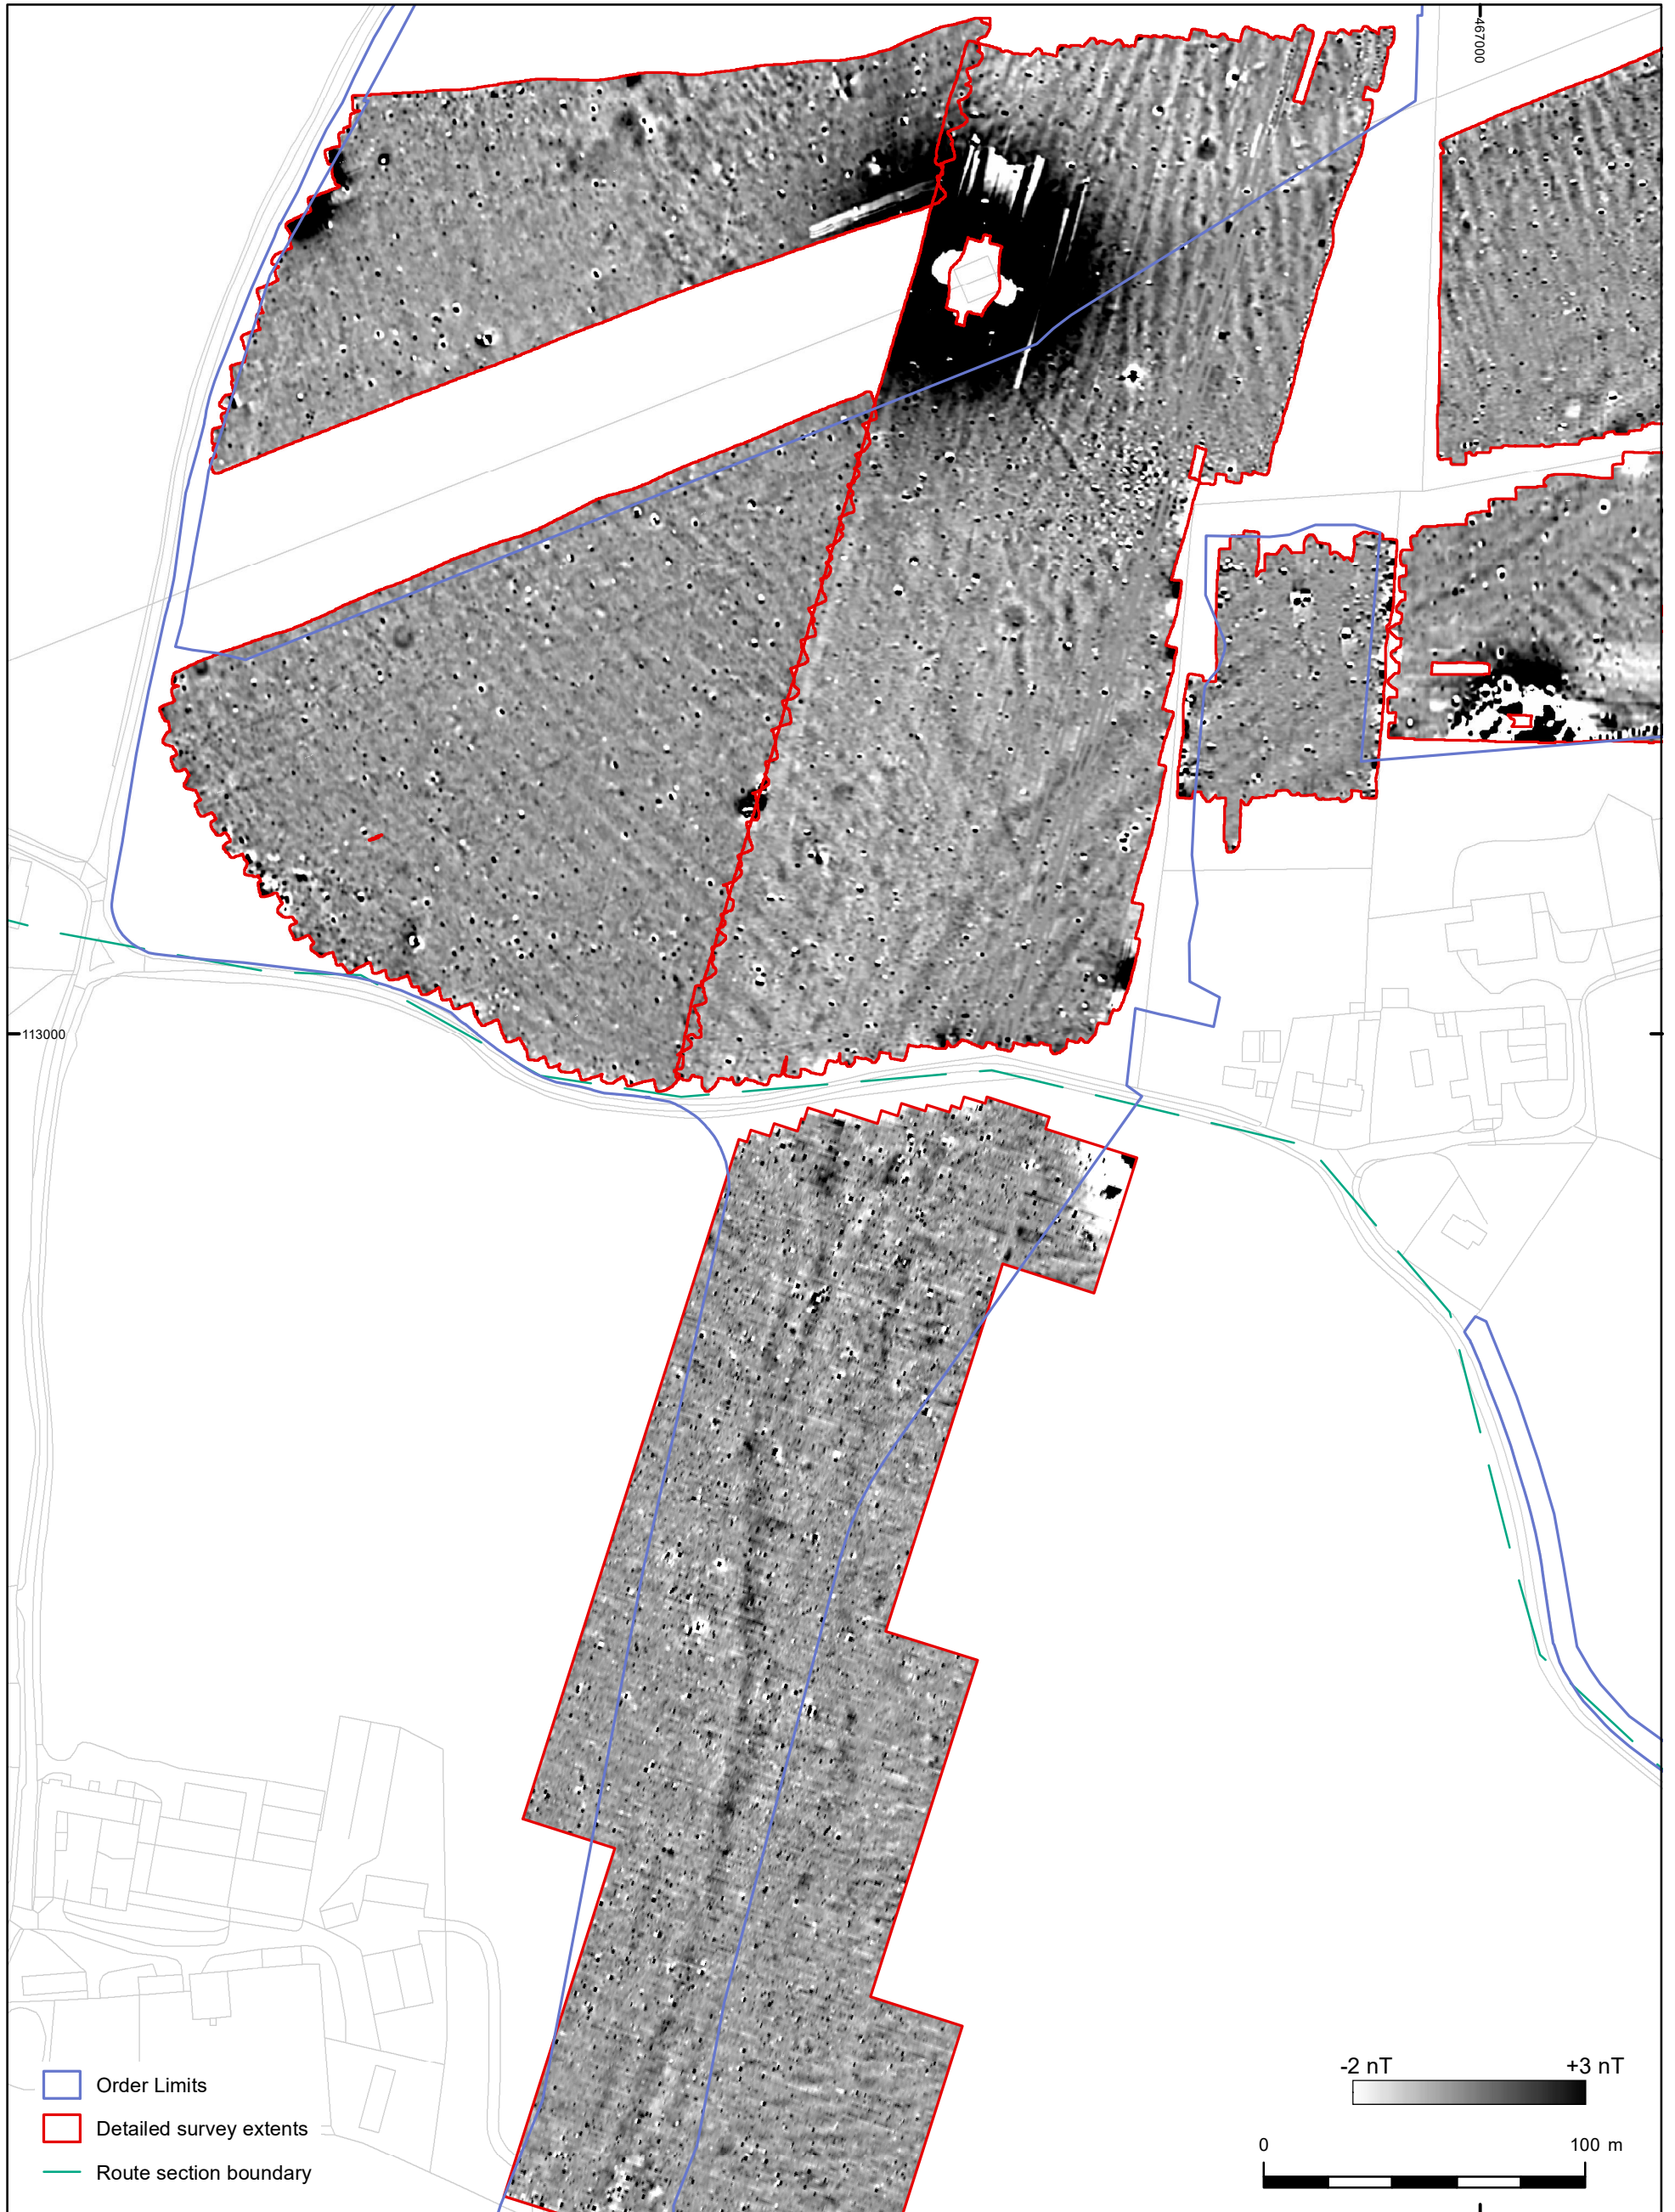 467000
113000
-2 nT +3 nT
Order Limits
Detailed survey extents
0 100 m
Route section boundary